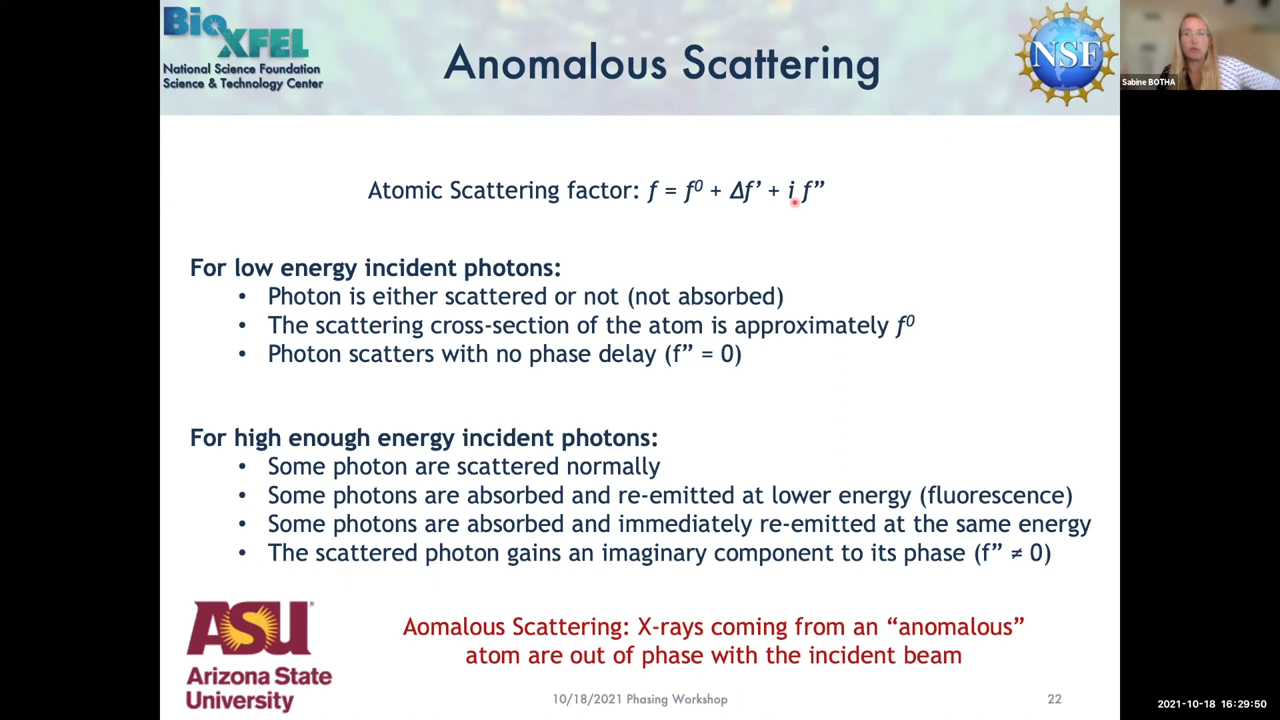 BioXFEL
National Science Foundation
Science & Technology Center
Anomalous Scattering
NSF
Sabine BOTHA
Atomic Scattering factor: f = f⁰ + Δf’ + i f”
For low energy incident photons:
• Photon is either scattered or not (not absorbed)
• The scattering cross-section of the atom is approximately f⁰
• Photon scatters with no phase delay (f” = 0)
For high enough energy incident photons:
• Some photon are scattered normally
• Some photons are absorbed and re-emitted at lower energy (fluorescence)
• Some photons are absorbed and immediately re-emitted at the same energy
• The scattered photon gains an imaginary component to its phase (f” ≠ 0)
ASU
Arizona State
University
Aomalous Scattering: X-rays coming from an “anomalous”
atom are out of phase with the incident beam
10/18/2021 Phasing Workshop
22
2021-10-18 16:29:50